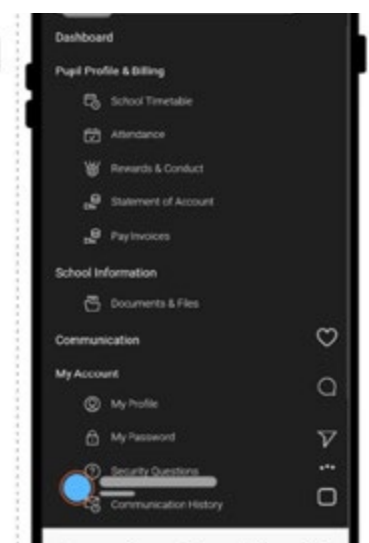 Dashboard
Pupil Profile & Billing
School Timetable
Attendance
Rewards & Conduct
Statement of Account
Pay Invoices
School Information
Documents & Files
Communication
My Account
My Profile
My Password
Security Questions
Communication History